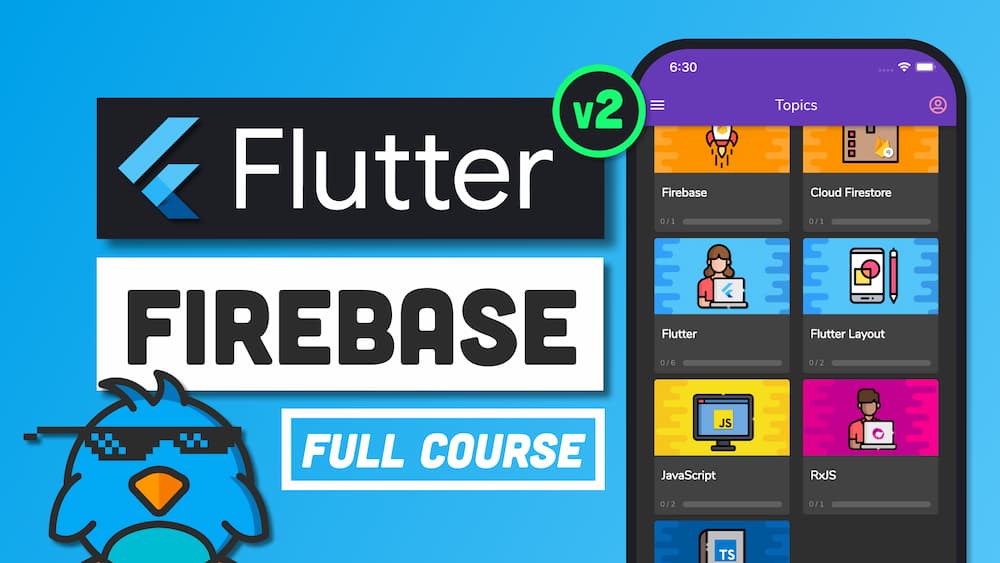 Flutter
v2
FIREBASE
FULL COURSE
6:30
Topics
Firebase
Cloud Firestore
0 / 1
0 / 1
Flutter
Flutter Layout
0 / 6
0 / 2
JS
JavaScript
RxJS
0 / 2
0 / 1
TS